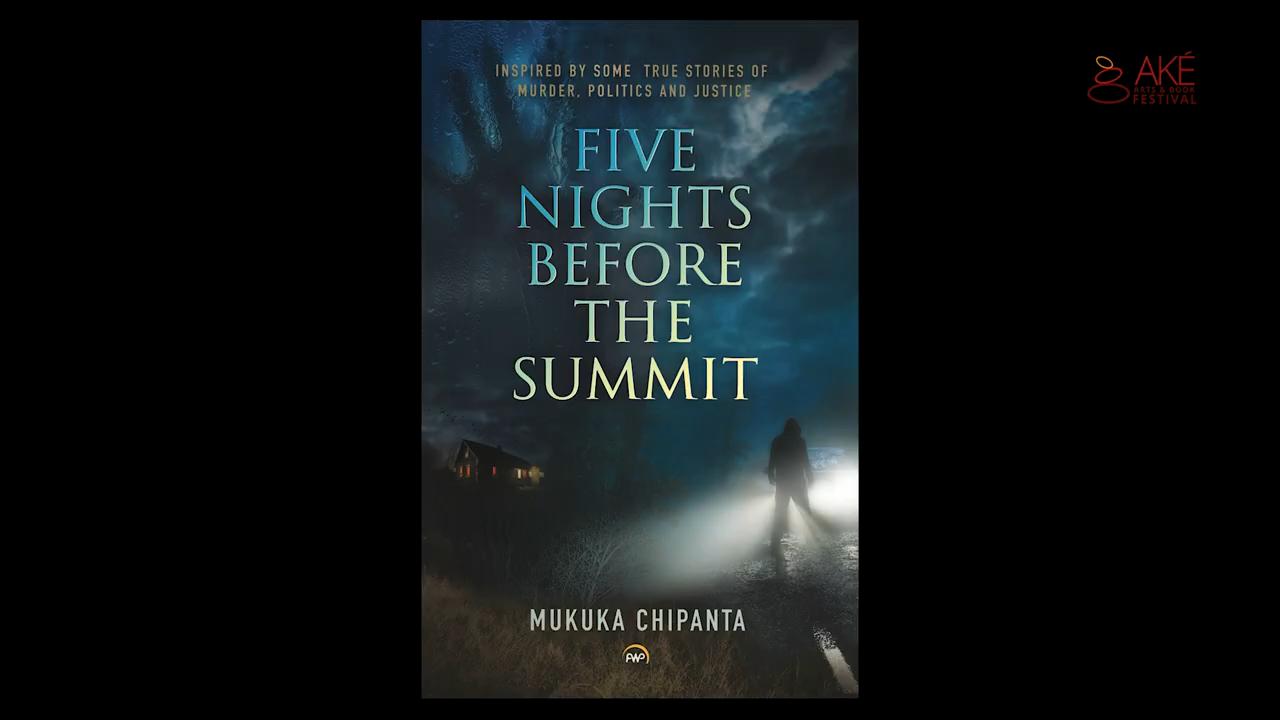 INSPIRED BY SOME TRUE STORIES OF
MURDER, POLITICS AND JUSTICE
FIVE
NIGHTS
BEFORE
THE
SUMMIT
MUKUKA CHIPANTA
AWP
AKÉ
ARTS & BOOK
FESTIVAL